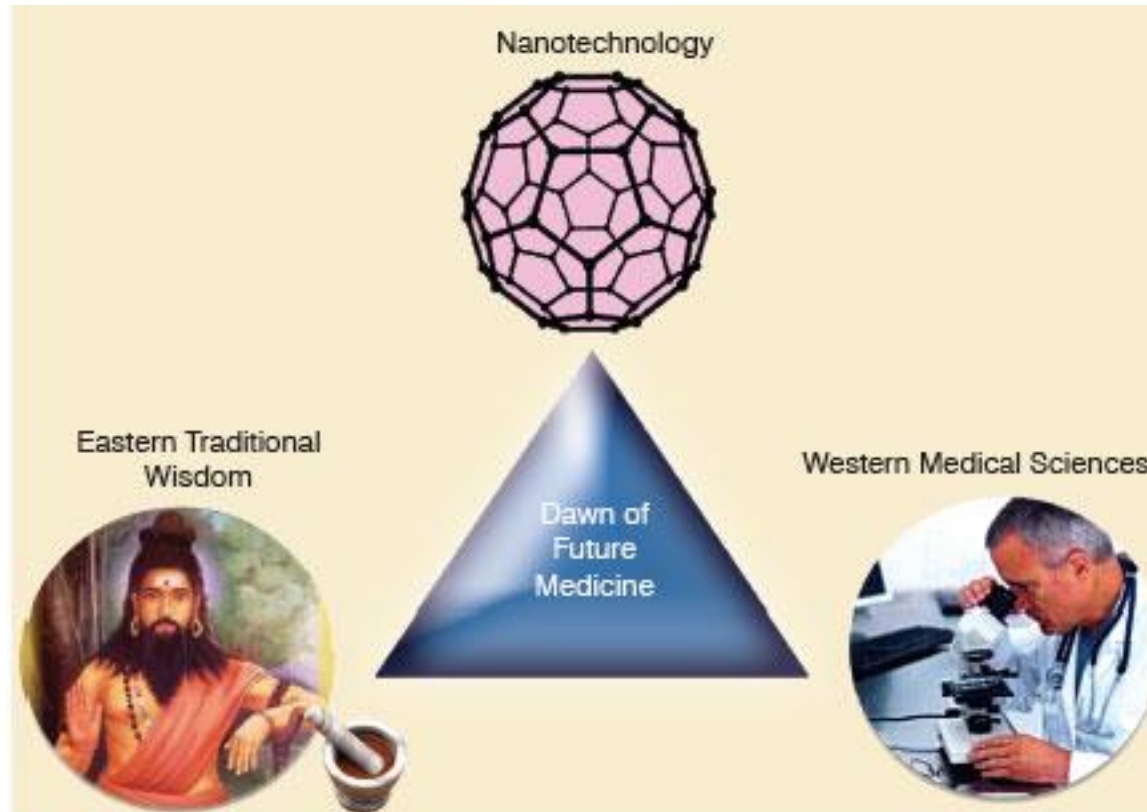 Nanotechnology
Eastern Traditional
Wisdom
Western Medical Sciences
Dawn of
Future
Medicine